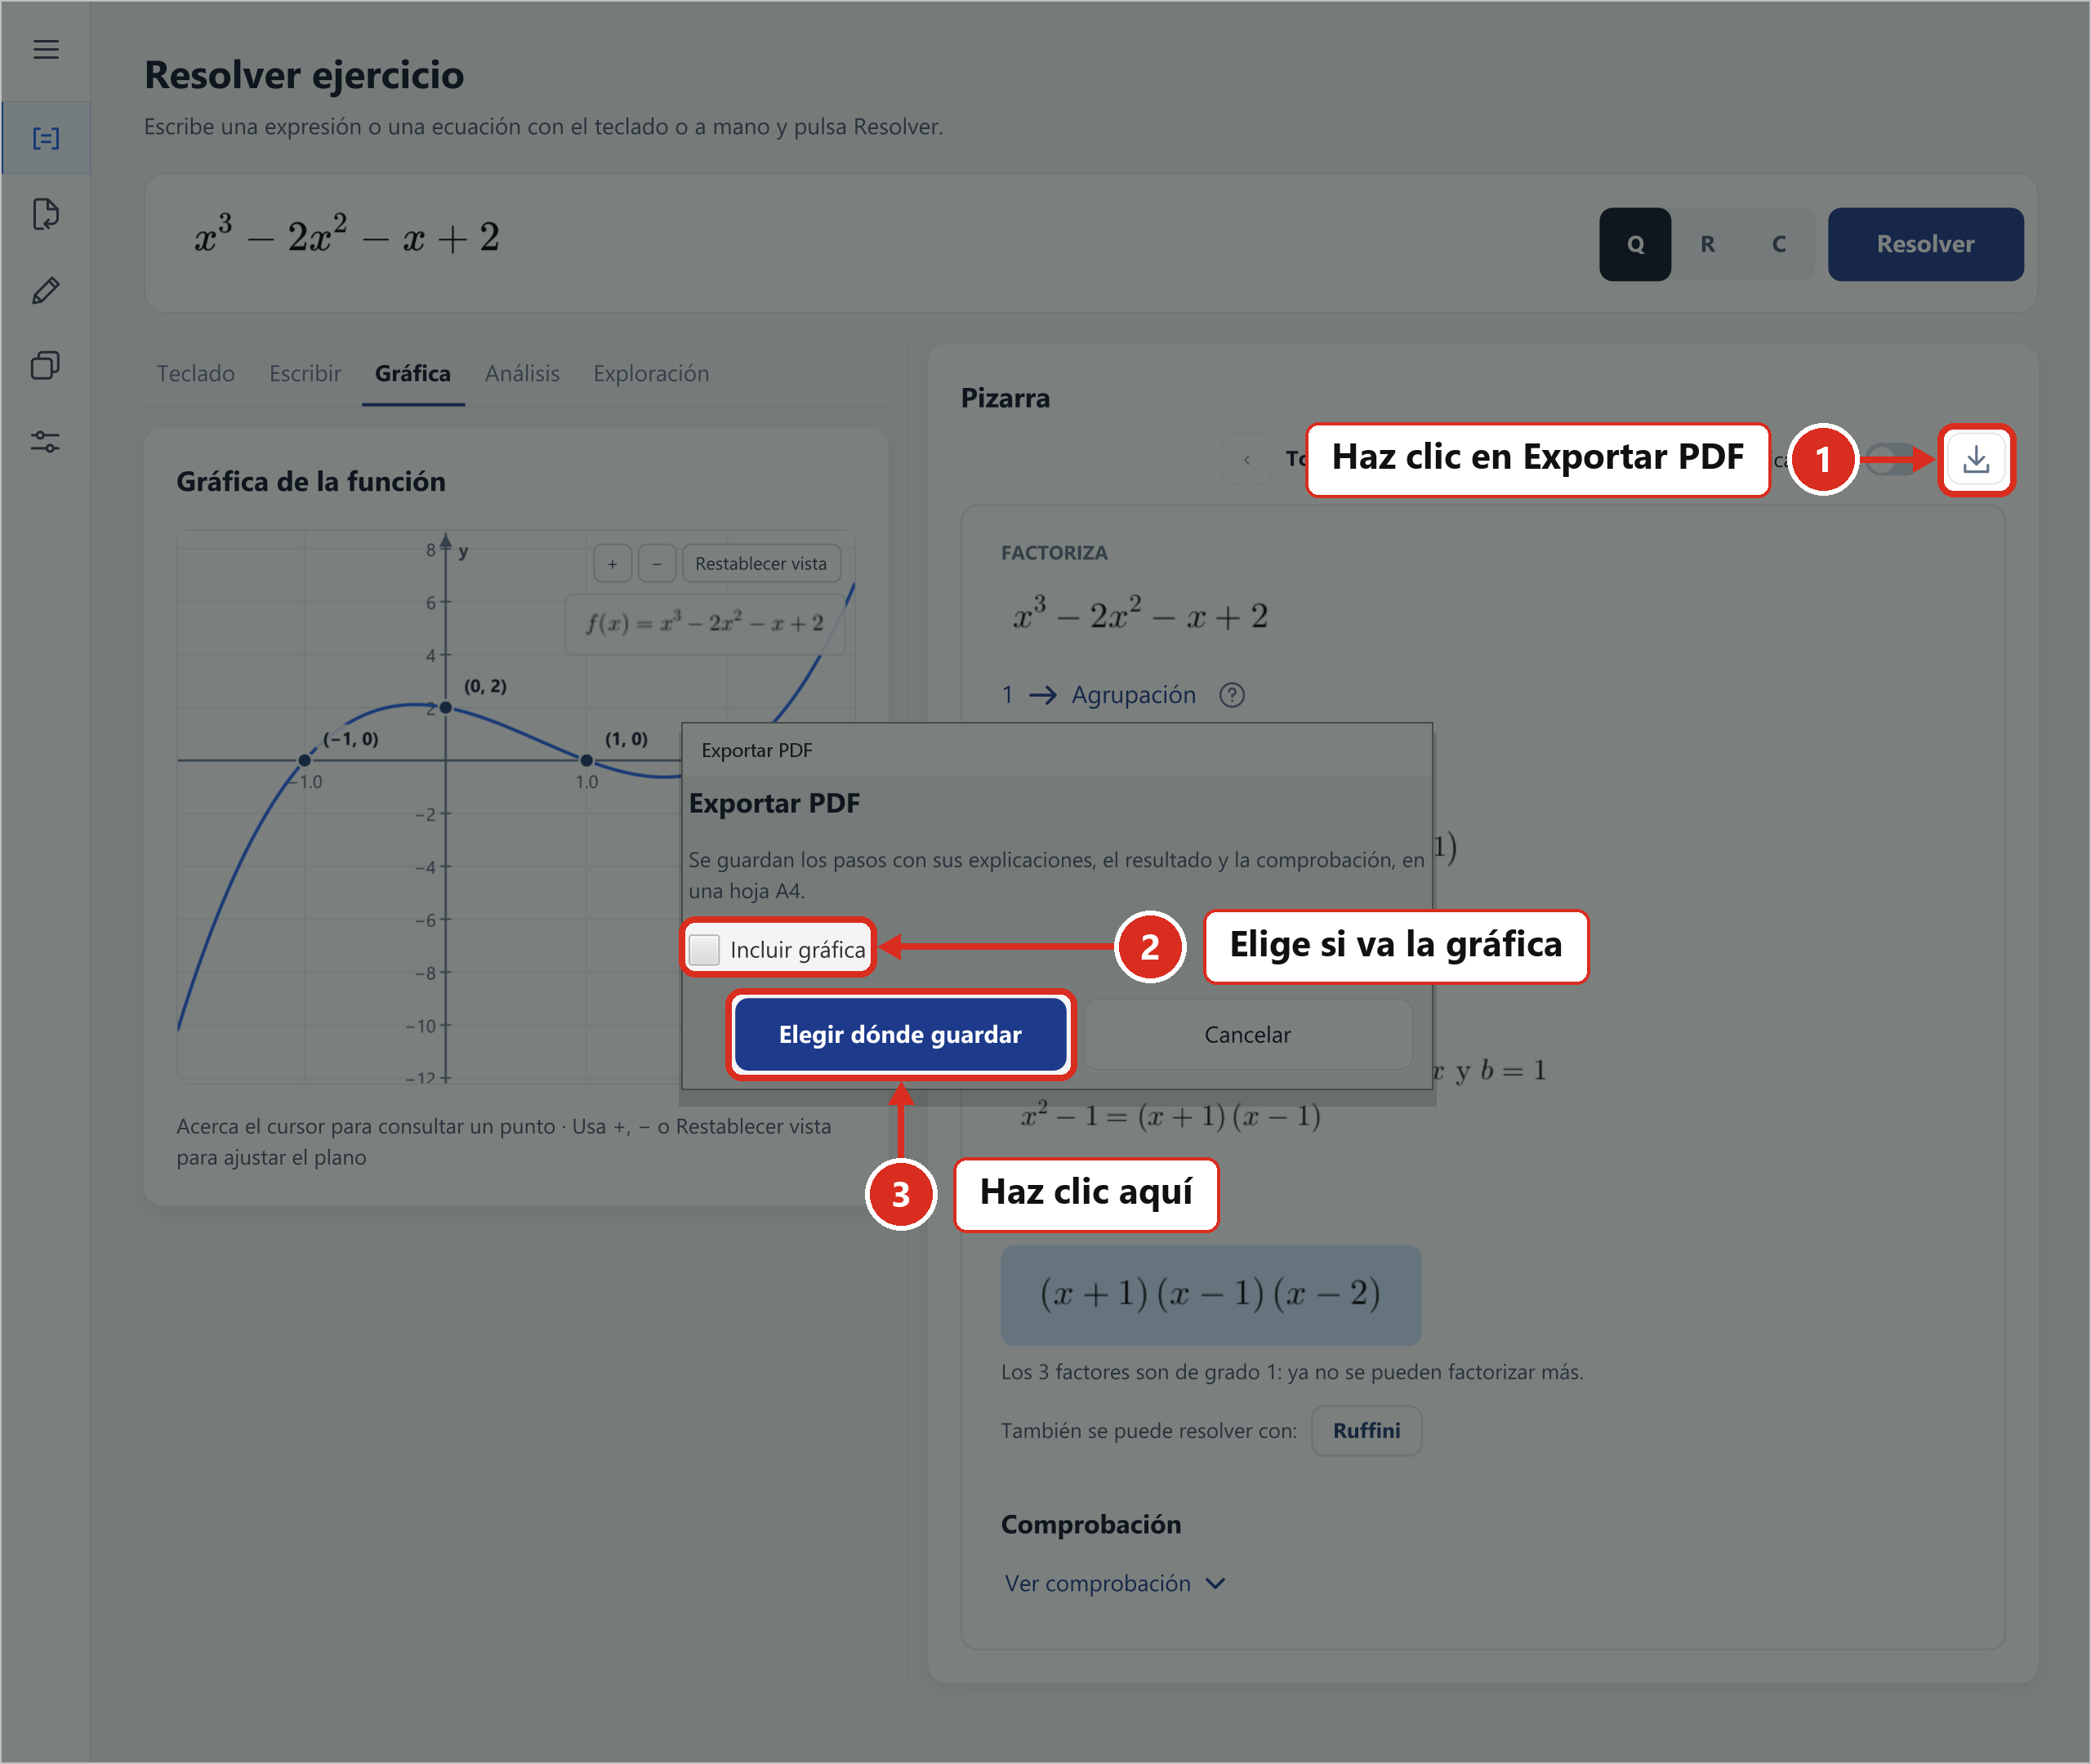 Resolver ejercicio
Escribe una expresión o una ecuación con el teclado o a mano y pulsa Resolver.
x³ − 2x² − x + 2
Q R C Resolver
Teclado Escribir Gráfica Análisis Exploración
Gráfica de la función
+ − Restablecer vista
f(x) = x³ − 2x² − x + 2
y
8
6
4
2
−2
−4
−6
−8
−10
−12
(0, 2)
(−1, 0)
(1, 0)
−1.0
1.0
Acerca el cursor para consultar un punto · Usa +, − o Restablecer vista
para ajustar el plano
Pizarra
‹
Haz clic en Exportar PDF 1
FACTORIZA
x³ − 2x² − x + 2
1 → Agrupación ?
1)
x y b = 1
x² − 1 = (x + 1) (x − 1)
Exportar PDF
Exportar PDF
Se guardan los pasos con sus explicaciones, el resultado y la comprobación, en
una hoja A4.
Incluir gráfica
2 Elige si va la gráfica
Elegir dónde guardar
Cancelar
3 Haz clic aquí
(x + 1) (x − 1) (x − 2)
Los 3 factores son de grado 1: ya no se pueden factorizar más.
También se puede resolver con: Ruffini
Comprobación
Ver comprobación